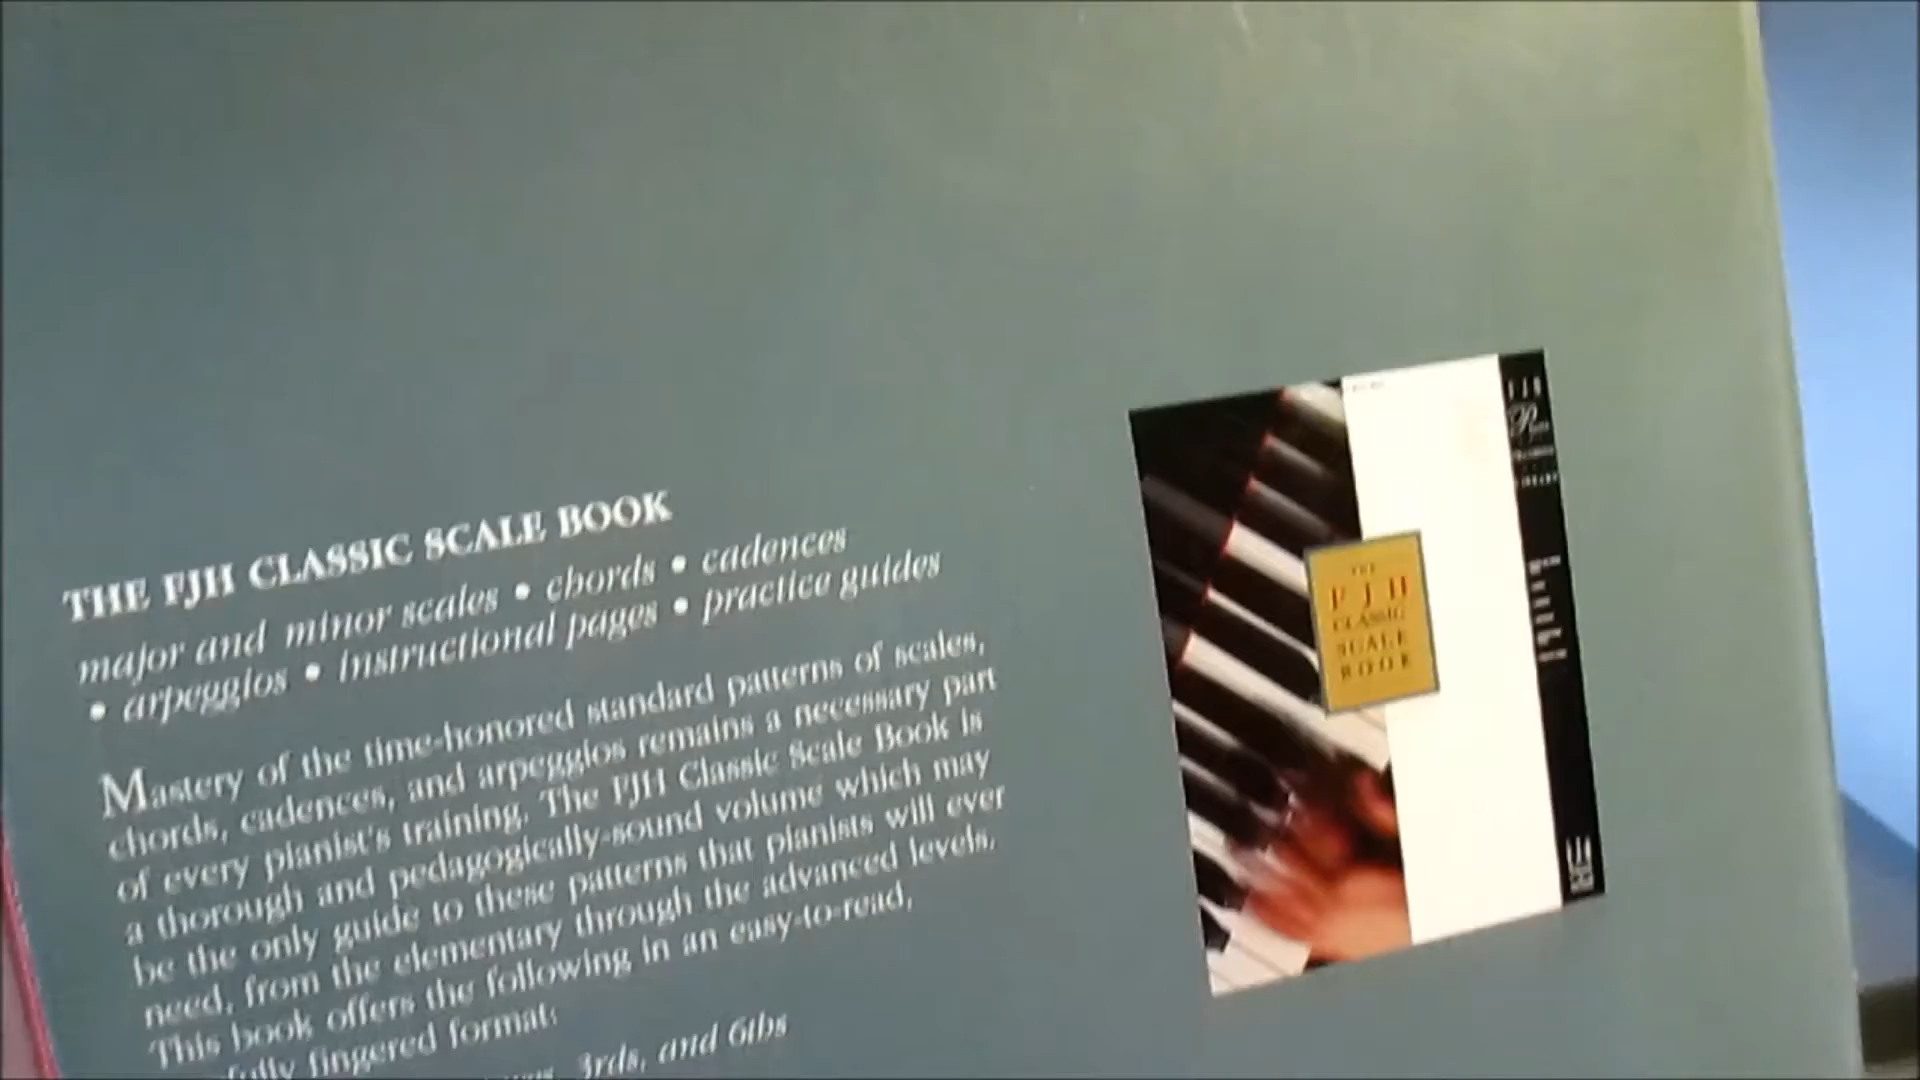 THE FJH CLASSIC SCALE BOOK
major and minor scales • chords • cadences
• arpeggios • instructional pages • practice guides
Mastery of the time-honored standard patterns of scales,
chords, cadences, and arpeggios remains a necessary part
of every pianist's training. The FJH Classic Scale Book is
a thorough and pedagogically-sound volume which may
be the only guide to these patterns that pianists will ever
need, from the elementary through the advanced levels.
This book offers the following in an easy-to-read,
fingered format:
3rds, and 6ths
THE
FJH
CLASSIC
SCALE
BOOK